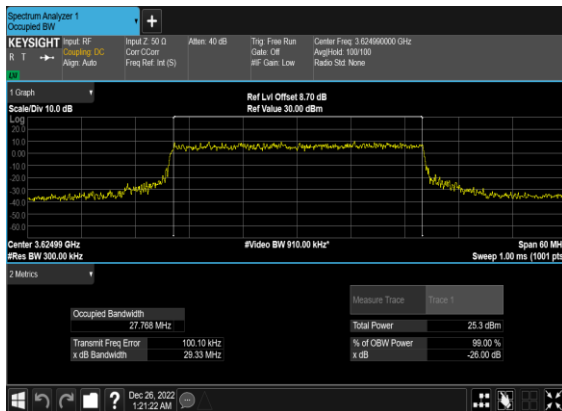 Spectrum Analyzer 1
Occupied BW
KEYSIGHT Input: RF Input Z: 50 Ω Atten: 40 dB Trig: Free Run Center Freq: 3.624990000 GHz
R T Coupling: DC Corr CCorr Gate: Off Avg|Hold: 100/100
Align: Auto Freq Ref: Int (S) #IF Gain: Low Radio Std: None
1 Graph
Ref Lvl Offset 8.70 dB
Scale/Div 10.0 dB Ref Value 30.00 dBm
Log
20.0
10.0
0.00
-10.0
-20.0
-30.0
-40.0
-50.0
-60.0
Center 3.62499 GHz #Video BW 910.00 kHz* Span 60 MH
#Res BW 300.00 kHz Sweep 1.00 ms (1001 pts
2 Metrics
Measure Trace Trace 1
Occupied Bandwidth
27.768 MHz Total Power 25.3 dBm
Transmit Freq Error 100.10 kHz % of OBW Power 99.00 %
x dB Bandwidth 29.33 MHz x dB -26.00 dB
Dec 26, 2022
1:21:22 AM